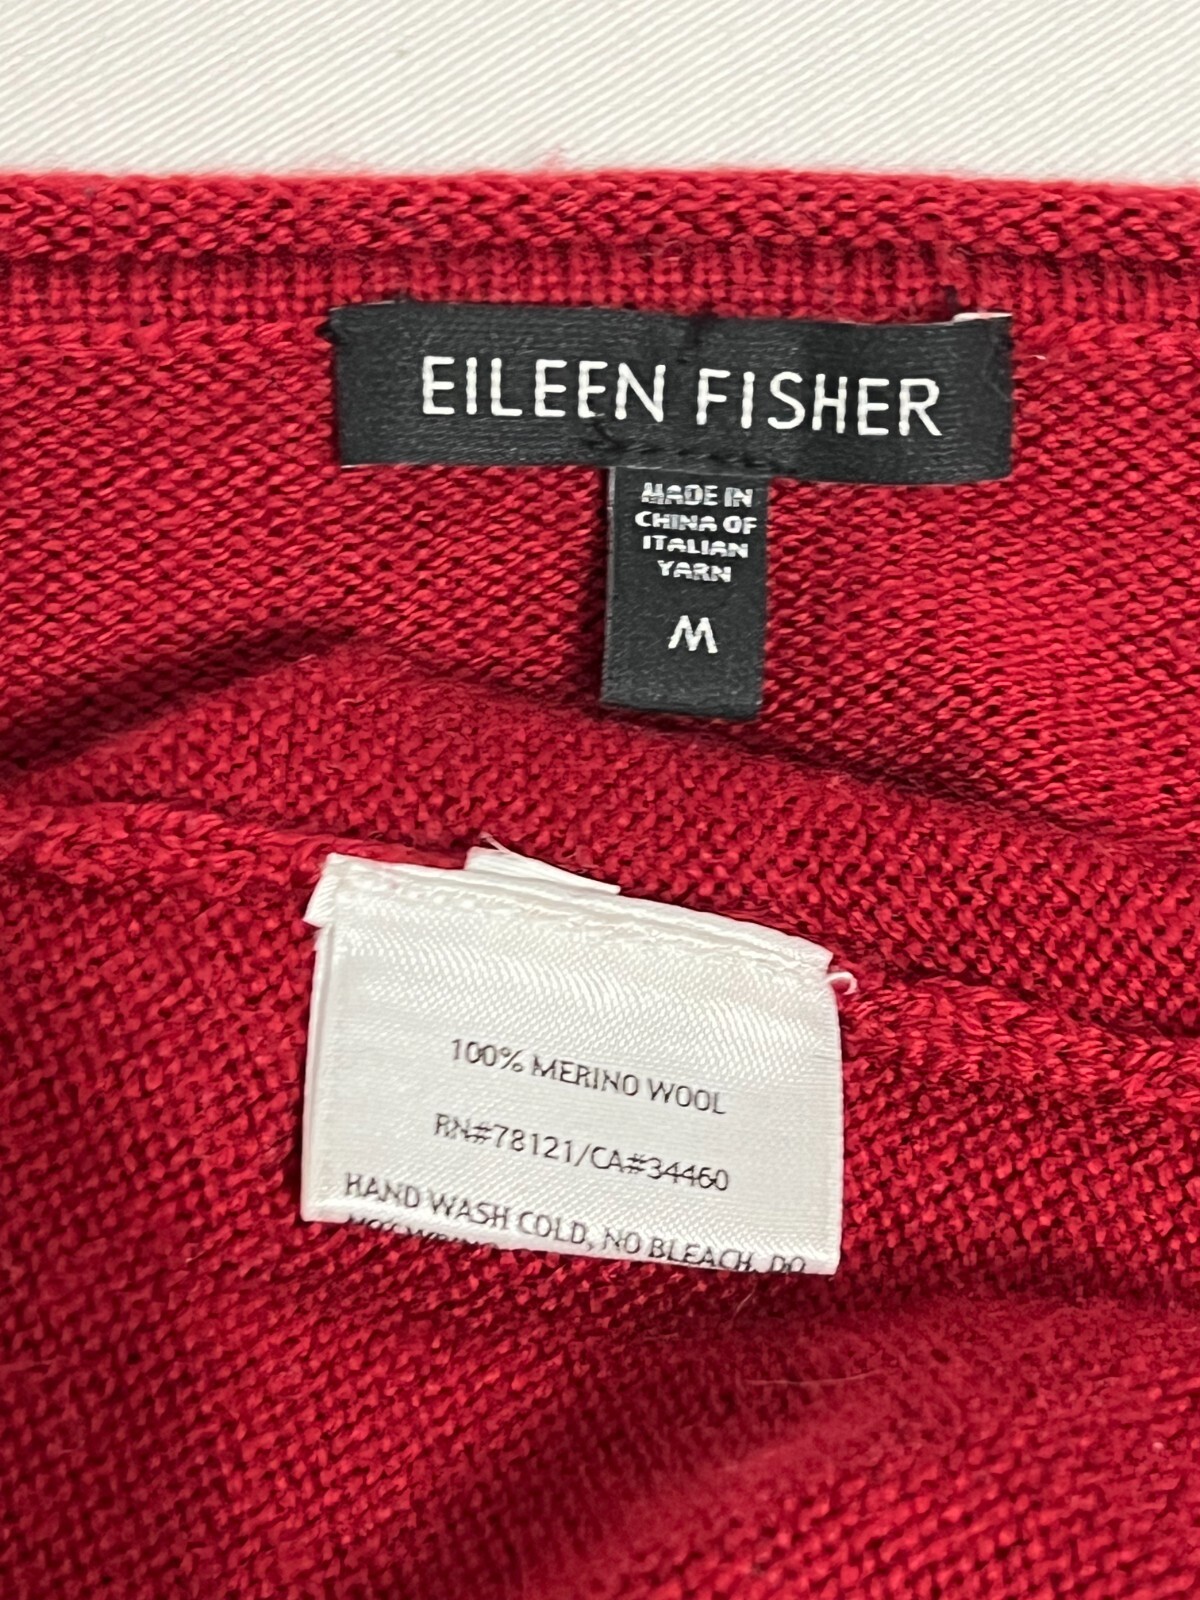 EILEEN FISHER
MADE IN
CHINA OF
ITALIAN
YARN
M
100% MERINO WOOL
RN#78121/CA#34460
HAND WASH COLD, NO BLEACH, DO